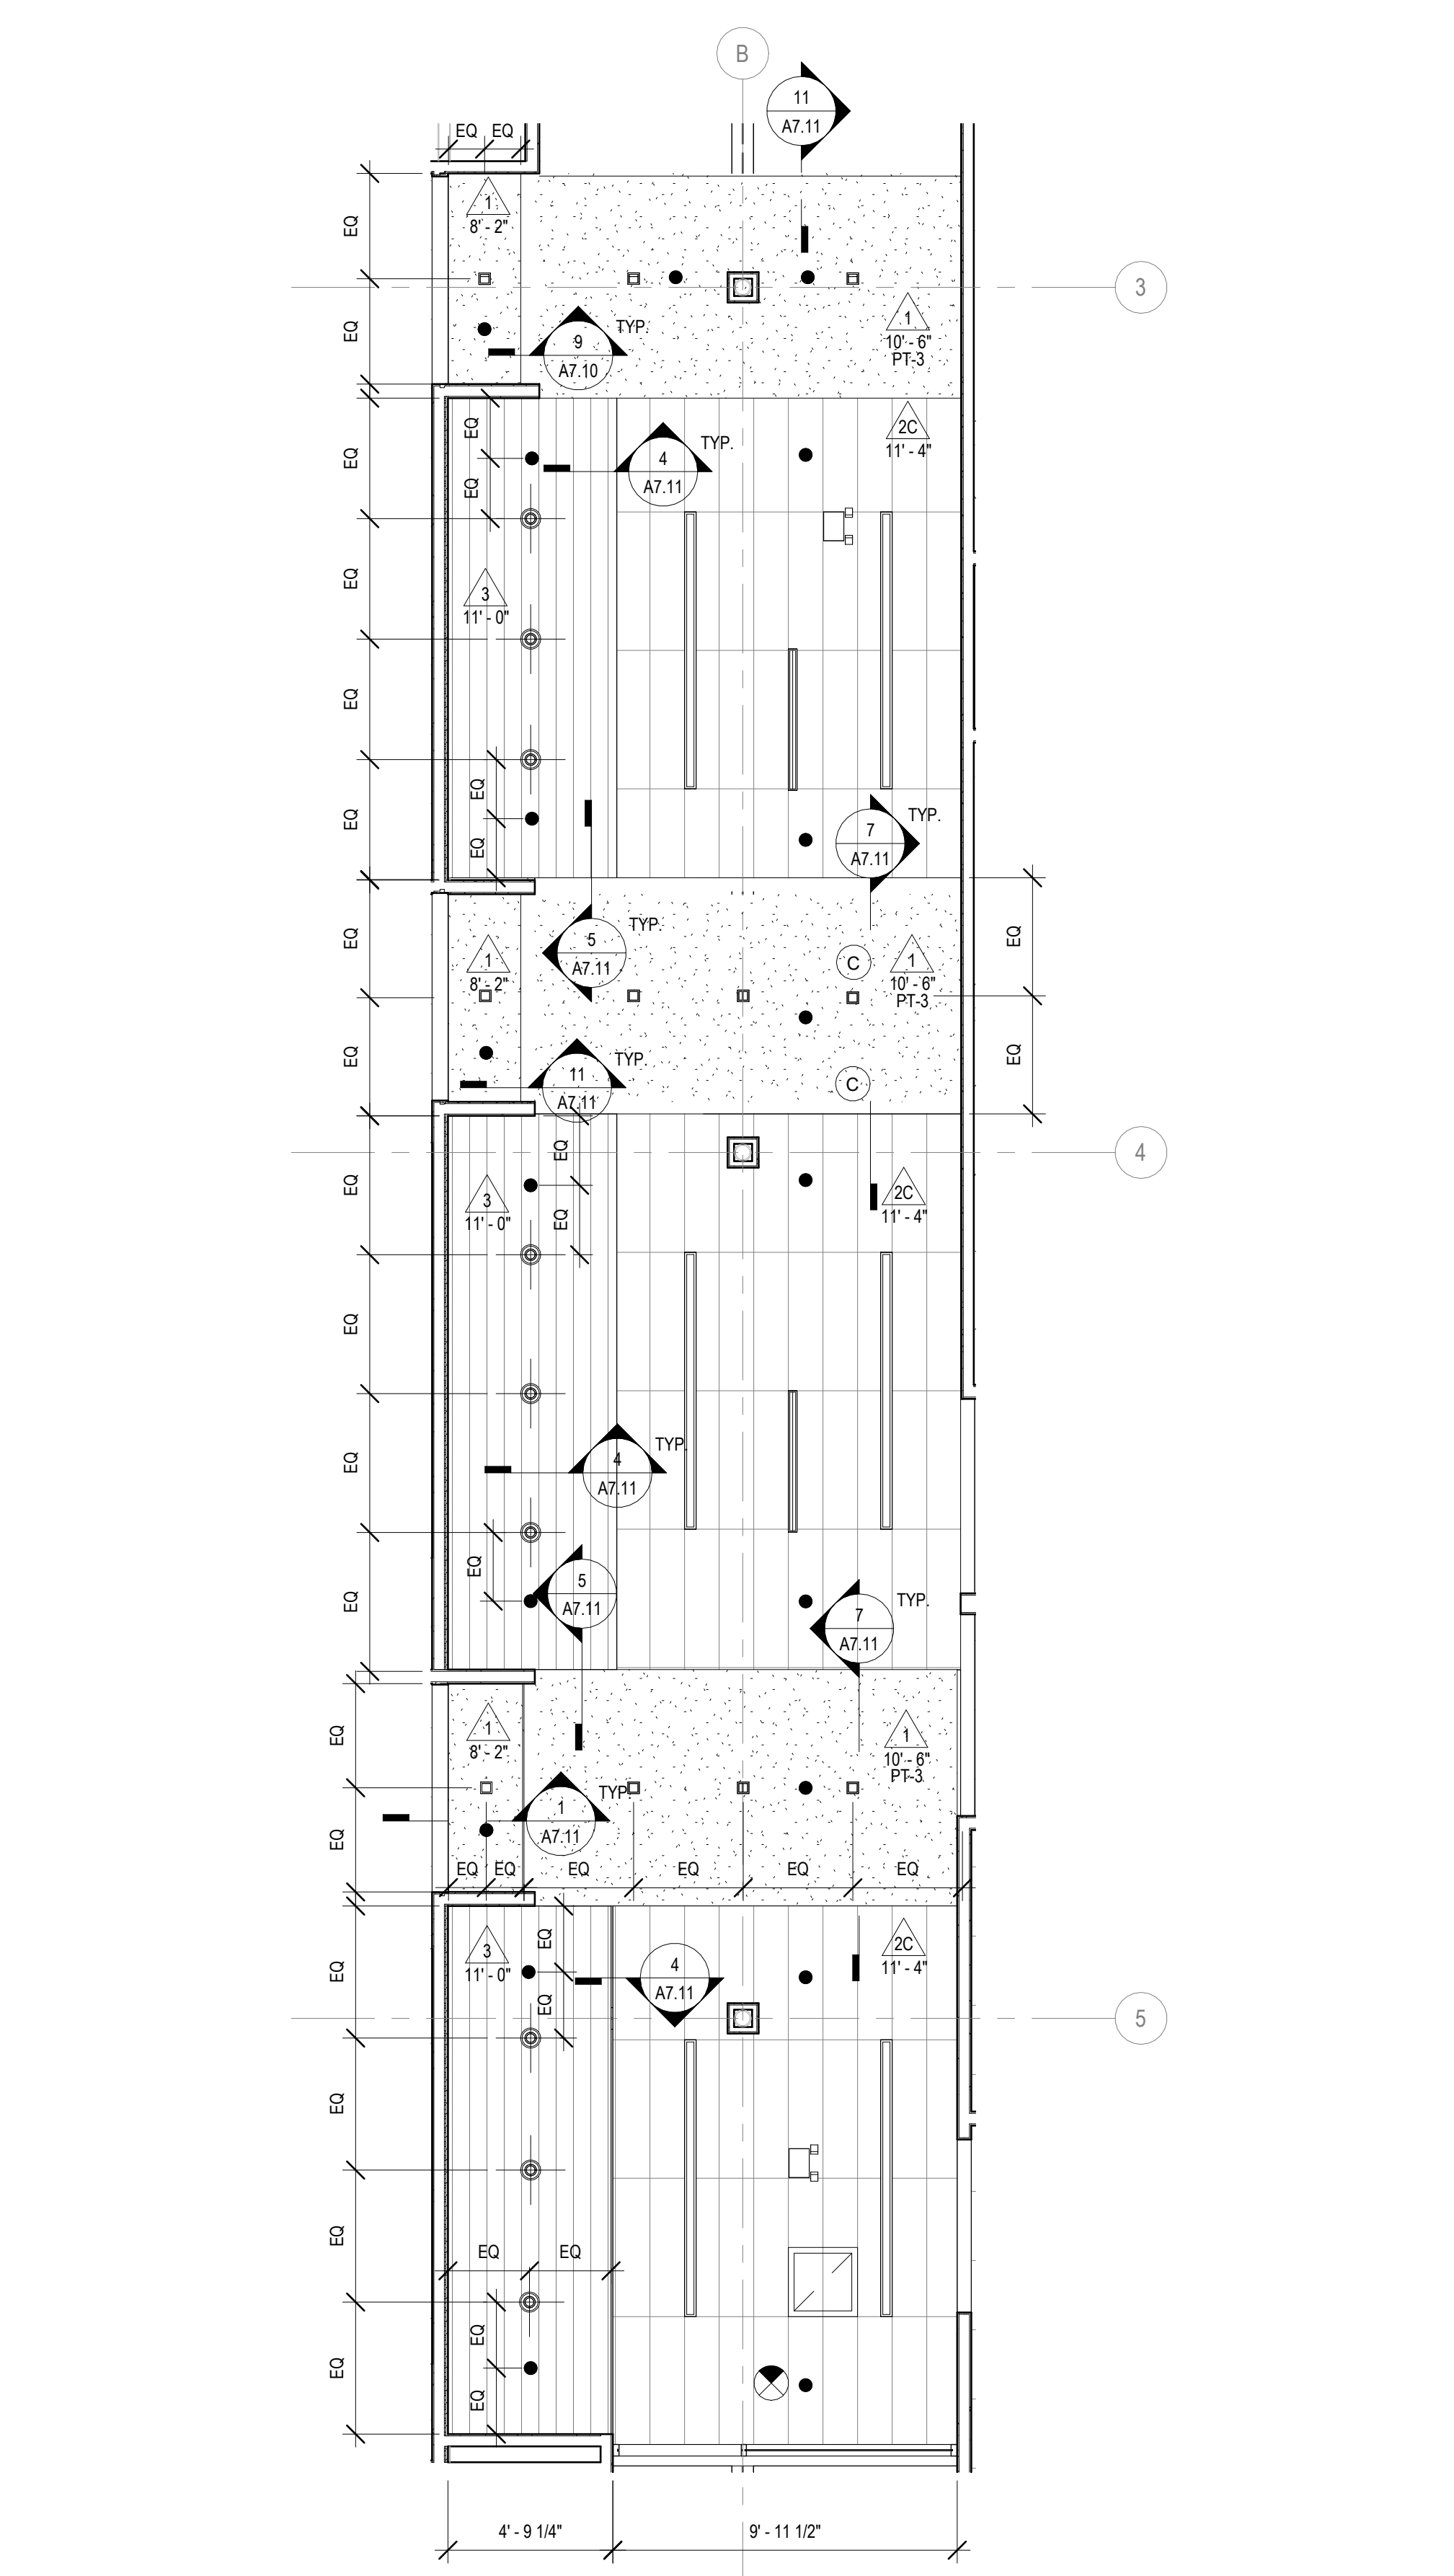 B
11
A7.11
EQ EQ
1
8' - 2"
EQ
3
1
10' - 6"
PT-3
EQ
9
A7.10
TYP.
2C
11' - 4"
EQ
EQ
4
A7.11
TYP.
EQ
3
11' - 0"
EQ
EQ
EQ
EQ
EQ
7
A7.11
TYP.
5
A7.11
TYP.
EQ
EQ
1
8' - 2"
C
1
10' - 6"
PT-3
EQ
EQ
11
A7.11
TYP.
C
EQ
4
EQ
EQ
3
11' - 0"
EQ
2C
11' - 4"
EQ
4
A7.11
TYP.
EQ
EQ
5
A7.11
EQ
7
A7.11
TYP.
EQ
1
8' - 2"
1
10' - 6"
PT-3
1
A7.11
TYP.
EQ
EQ EQ EQ EQ EQ EQ
3
11' - 0"
EQ
EQ
EQ
4
A7.11
2C
11' - 4"
5
EQ
EQ
EQ EQ
EQ
EQ
EQ
4' - 9 1/4" 9' - 11 1/2"